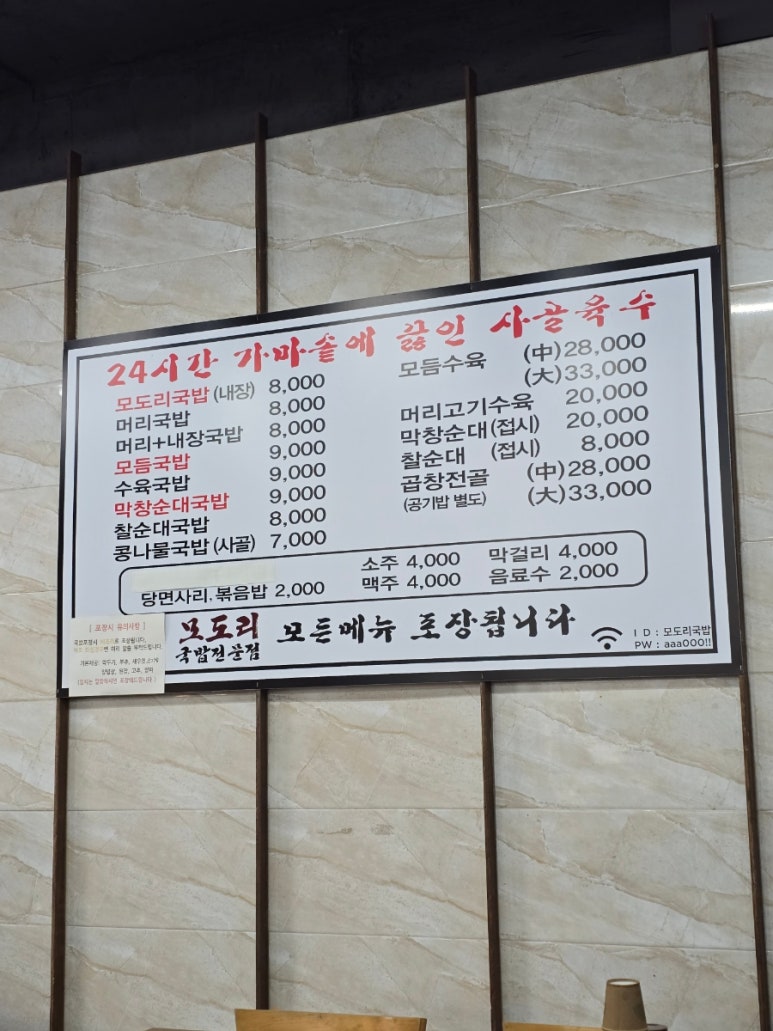 24시간 가마솥에 끓인 사골육수
모도리국밥 (내장) 8,000
머리국밥 8,000
머리+내장국밥 8,000
모듬국밥 9,000
수육국밥 9,000
막창순대국밥 9,000
찰순대국밥 8,000
콩나물국밥 (사골) 7,000
모듬수육 (中) 28,000
(大) 33,000
머리고기수육 20,000
막창순대 (접시) 20,000
찰순대 (접시) 8,000
곱창전골 (中) 28,000
(공기밥 별도) (大) 33,000
소주 4,000 막걸리 4,000
당면사리.볶음밥 2,000 맥주 4,000 음료수 2,000
[ 포장시 유의사항 ]
모도리
국밥전문점
모든메뉴 포장됩니다
ID : 모도리국밥
PW : aaa000!!